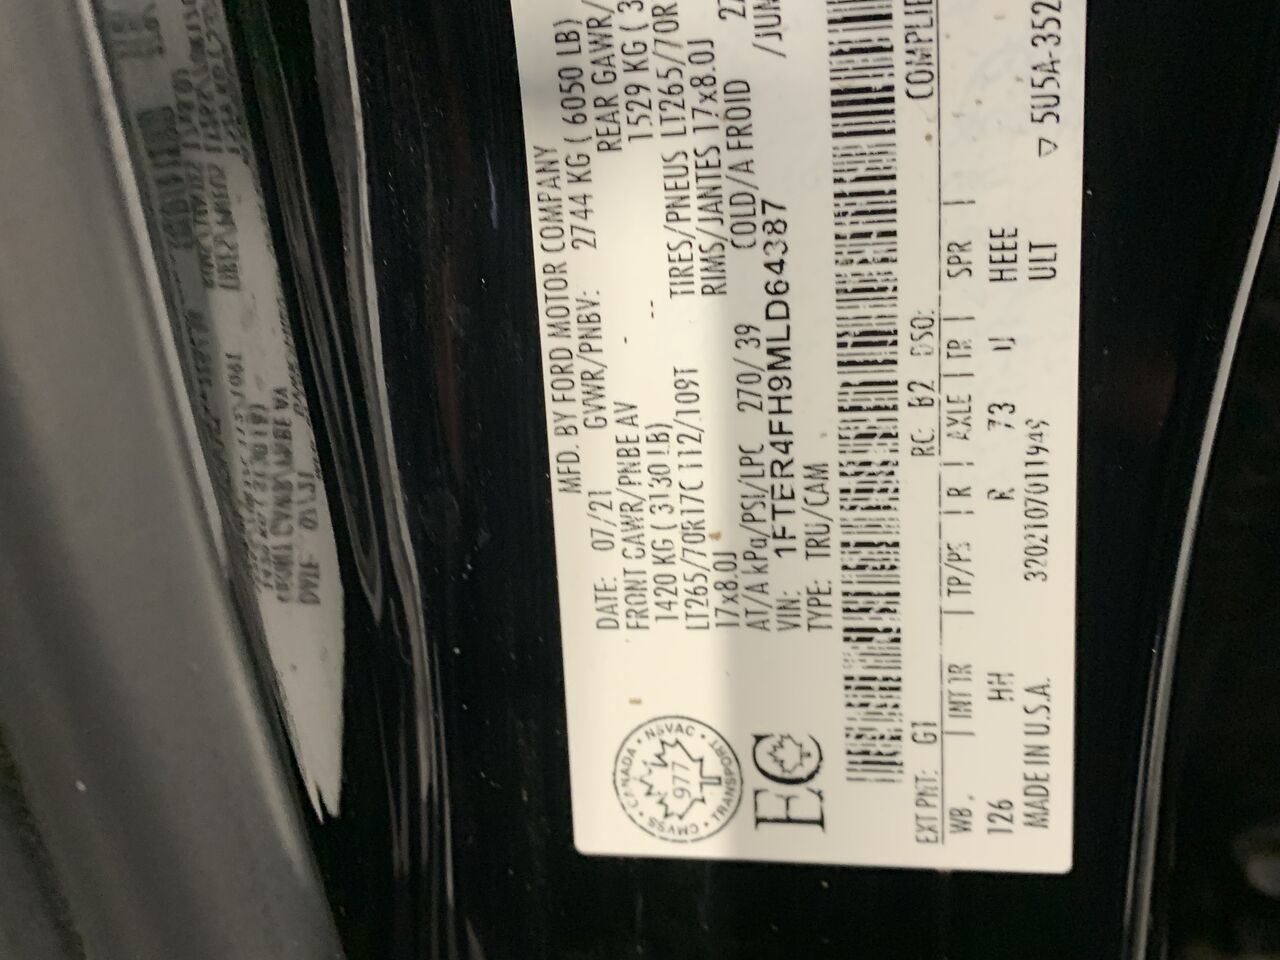 MFD. BY FORD MOTOR COMPANY
DATE: 07/21 GVWR/PNBV: 2744 KG ( 6050 LB)
FRONT GAWR/PNBE AV REAR GAWR/
1420 KG ( 3130 LB) 1529 KG ( 3
LT265/70R17C 112/109T TIRES/PNEUS LT265/70R
17x8.0J RIMS/JANTES 17x8.0J
AT/A kPa/PSI/LPC 270/ 39 COLD/A FROID 27
VIN: 1FTER4FH9MLD64387 /JUN
TYPE: TRU/CAM
CANADA • NSVAC • TRANSPORT • CMVSS •
977
EC
COMPLIE
EXT PNT: G1 RC: B2 DSO:
WB . | INT TR | TP/PS | R | AXLE | TR | SPR |
126 HH R 73 HEEE
MADE IN U.S.A. 320210701194S ULT
▽ 5U5A-352